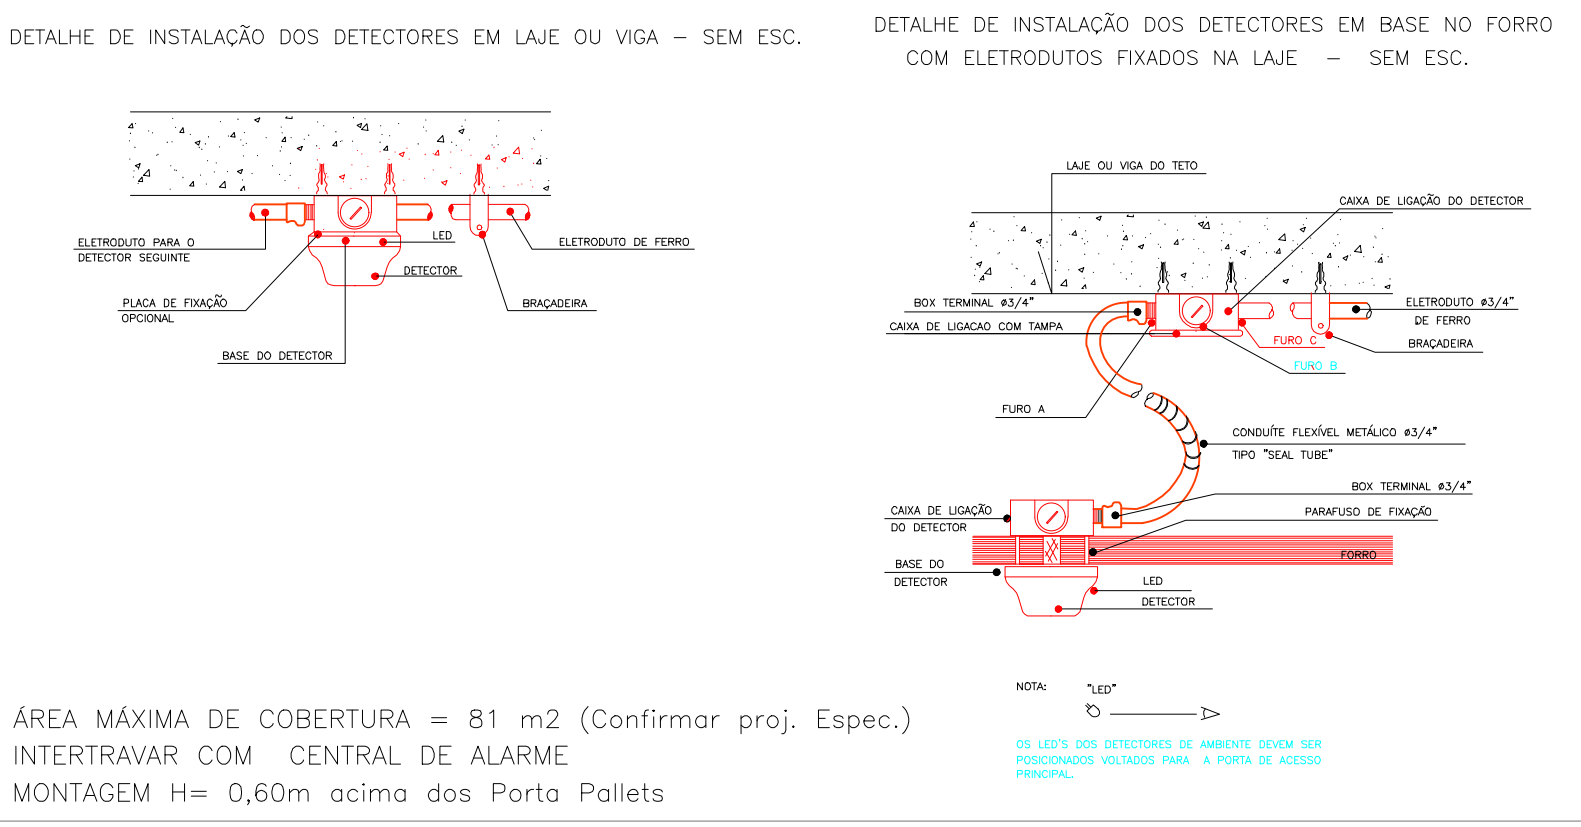 DETALHE DE INSTALAÇÃO DOS DETECTORES EM LAJE OU VIGA – SEM ESC.
ELETRODUTO PARA O
DETECTOR SEGUINTE
LED
ELETRODUTO DE FERRO
DETECTOR
PLACA DE FIXAÇÃO
OPCIONAL
BRAÇADEIRA
BASE DO DETECTOR
DETALHE DE INSTALAÇÃO DOS DETECTORES EM BASE NO FORRO
COM ELETRODUTOS FIXADOS NA LAJE – SEM ESC.
LAJE OU VIGA DO TETO
CAIXA DE LIGAÇÃO DO DETECTOR
BOX TERMINAL ø3/4"
ELETRODUTO ø3/4"
DE FERRO
CAIXA DE LIGACAO COM TAMPA
FURO C
BRAÇADEIRA
FURO B
FURO A
CONDUÍTE FLEXÍVEL METÁLICO ø3/4"
TIPO "SEAL TUBE"
BOX TERMINAL ø3/4"
CAIXA DE LIGAÇÃO
DO DETECTOR
PARAFUSO DE FIXAÇÃO
FORRO
BASE DO
DETECTOR
LED
DETECTOR
NOTA: "LED"
OS LED'S DOS DETECTORES DE AMBIENTE DEVEM SER
POSICIONADOS VOLTADOS PARA A PORTA DE ACESSO
PRINCIPAL.
ÁREA MÁXIMA DE COBERTURA = 81 m2 (Confirmar proj. Espec.)
INTERTRAVAR COM CENTRAL DE ALARME
MONTAGEM H= 0,60m acima dos Porta Pallets